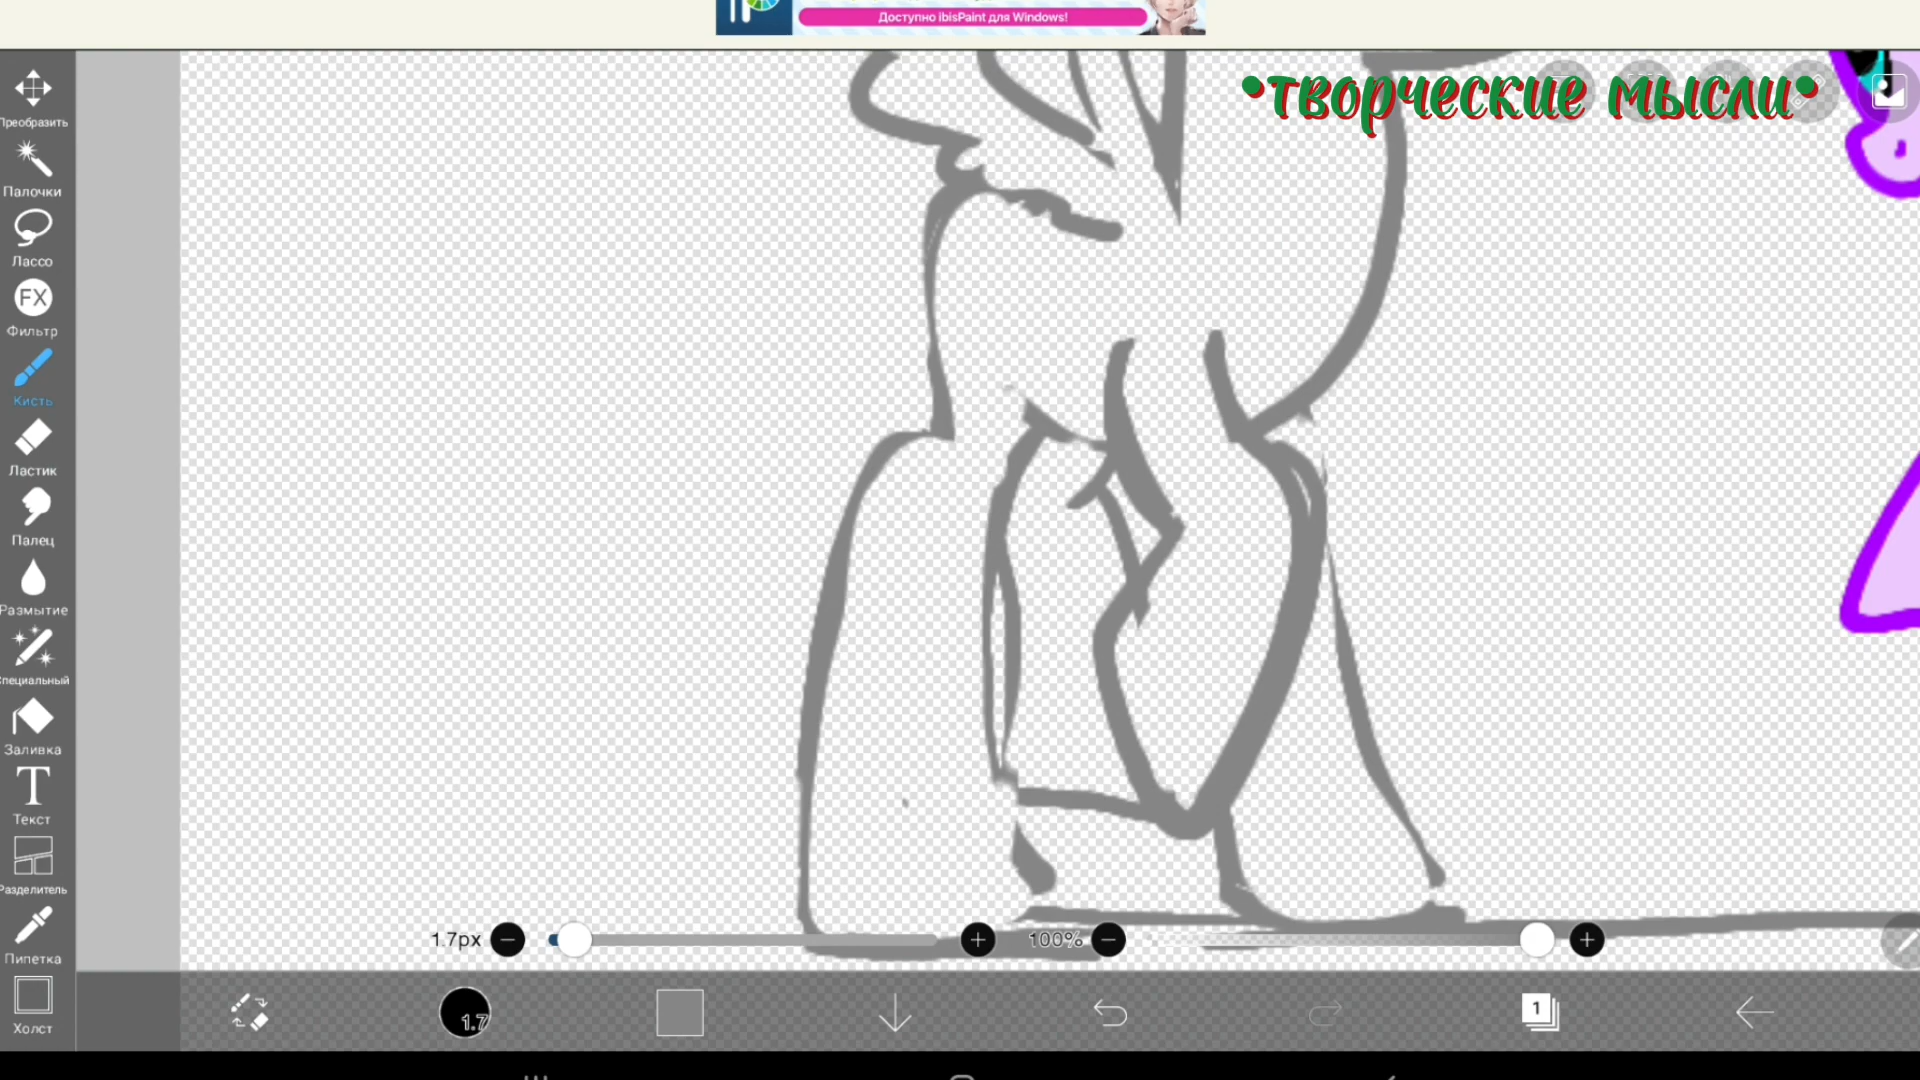 Доступно ibisPaint для Windows!
•творческие мысли•
Преобразить
Палочки
Лассо
FX
Фильтр
Кисть
Ластик
Палец
Размытие
Специальный
Заливка
T
Текст
Разделитель
Пипетка
Холст
1.7px
100%
1.7
1